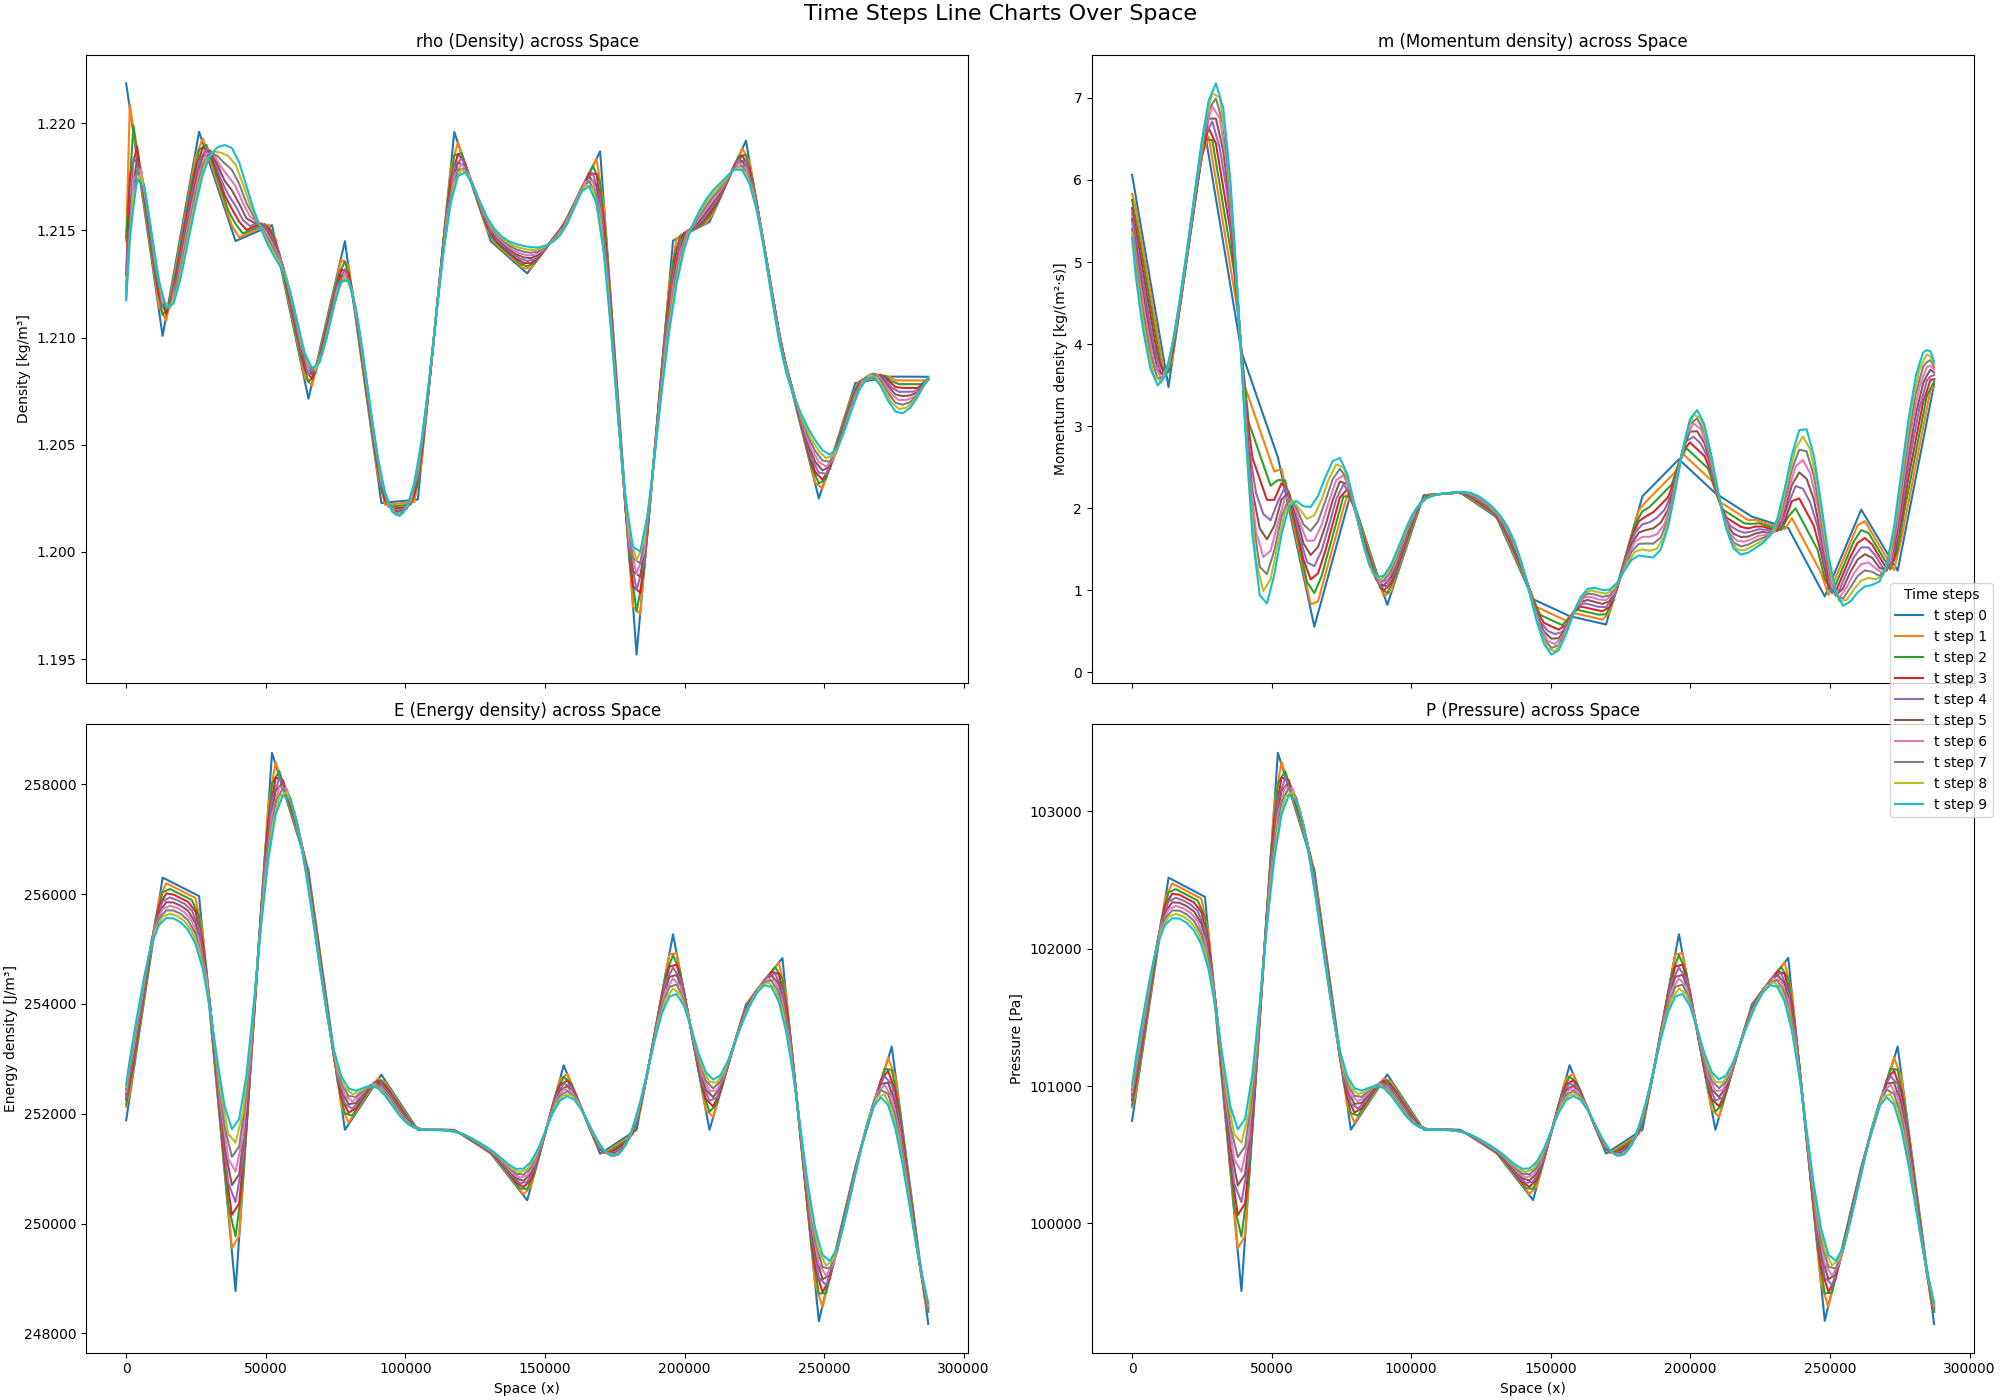 Time Steps Line Charts Over Space
rho (Density) across Space
Density [kg/m³]
1.220
1.215
1.210
1.205
1.200
1.195
m (Momentum density) across Space
Momentum density [kg/(m²·s)]
7
6
5
4
3
2
1
0
E (Energy density) across Space
Energy density [J/m³]
258000
256000
254000
252000
250000
248000
0
50000
100000
150000
200000
250000
300000
Space (x)
P (Pressure) across Space
Pressure [Pa]
103000
102000
101000
100000
0
50000
100000
150000
200000
250000
300000
Space (x)
Time steps
t step 0
t step 1
t step 2
t step 3
t step 4
t step 5
t step 6
t step 7
t step 8
t step 9